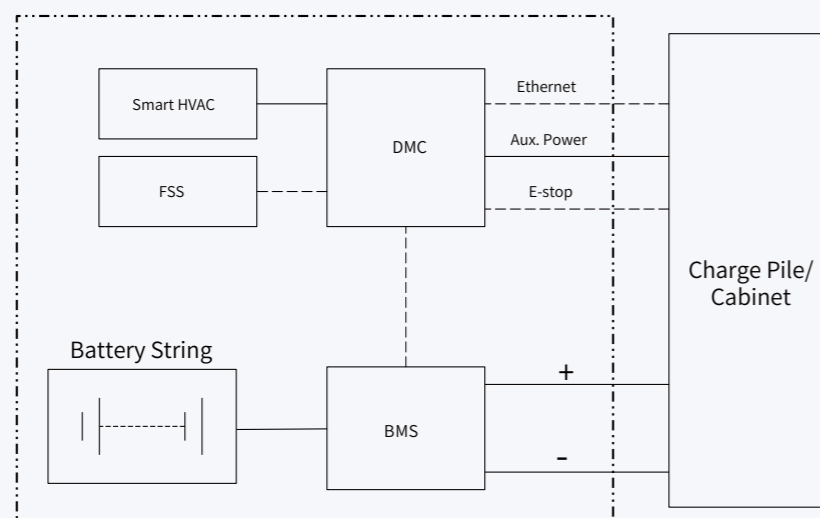 Smart HVAC
FSS
DMC
Ethernet
Aux. Power
E-stop
Charge Pile/
Cabinet
Battery String
BMS
+
-